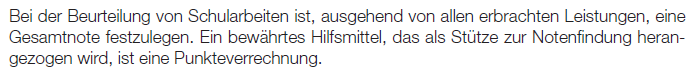 Bei der Beurteilung von Schularbeiten ist, ausgehend von allen erbrachten Leistungen, eine
Gesamtnote festzulegen. Ein bewährtes Hilfsmittel, das als Stütze zur Notenfindung heran-
gezogen wird, ist eine Punkteverrechnung.